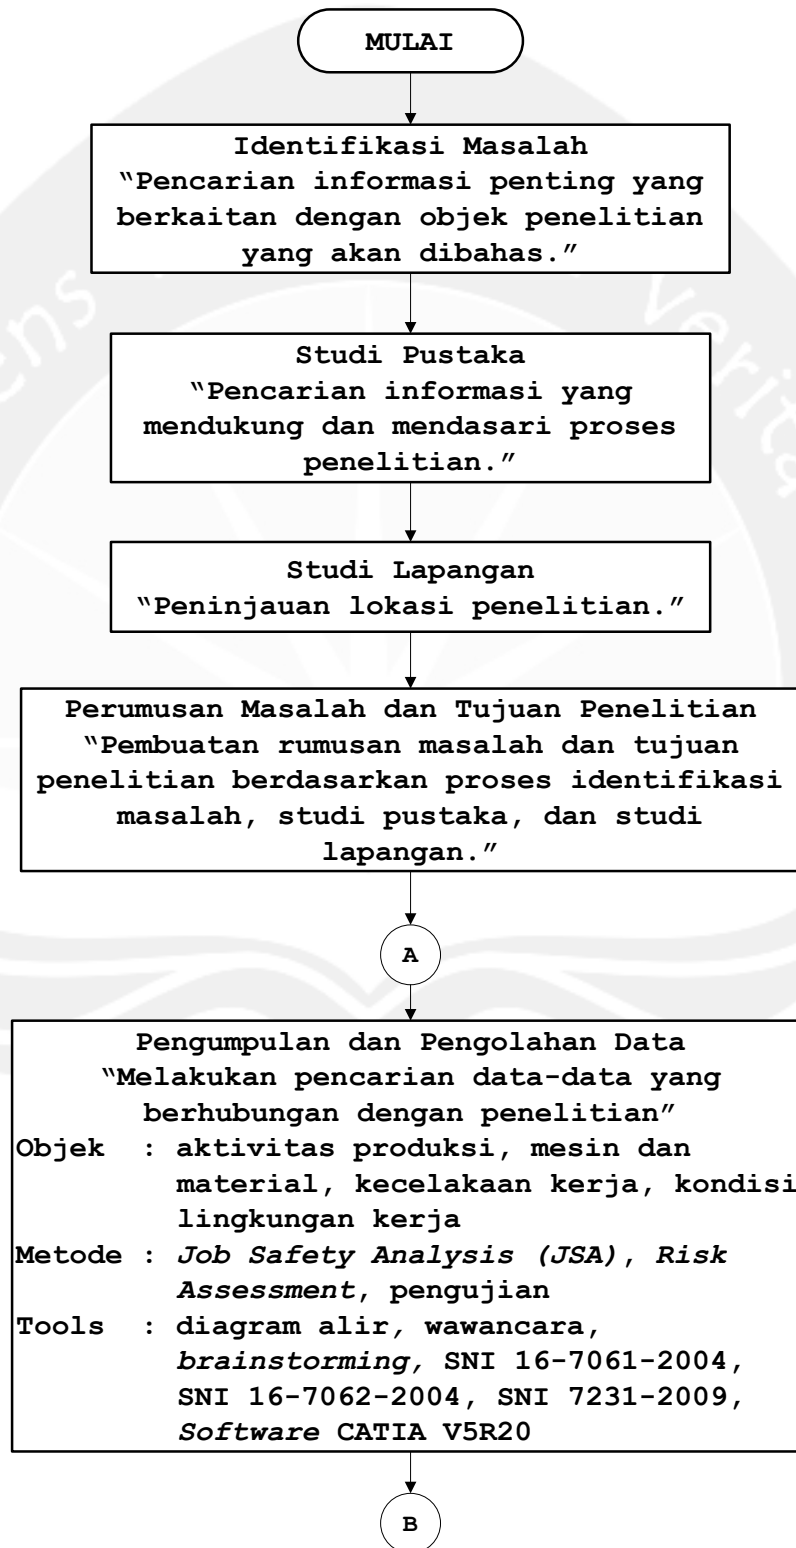 MULAI
Identifikasi Masalah
“Pencarian informasi penting yang
berkaitan dengan objek penelitian
yang akan dibahas.”
Studi Pustaka
“Pencarian informasi yang
mendukung dan mendasari proses
penelitian.”
Studi Lapangan
“Peninjauan lokasi penelitian.”
Perumusan Masalah dan Tujuan Penelitian
“Pembuatan rumusan masalah dan tujuan
penelitian berdasarkan proses identifikasi
masalah, studi pustaka, dan studi
lapangan.”
A
Pengumpulan dan Pengolahan Data
“Melakukan pencarian data-data yang
berhubungan dengan penelitian”
Objek : aktivitas produksi, mesin dan
material, kecelakaan kerja, kondisi
lingkungan kerja
Metode : Job Safety Analysis (JSA), Risk
Assessment, pengujian
Tools : diagram alir, wawancara,
brainstorming, SNI 16-7061-2004,
SNI 16-7062-2004, SNI 7231-2009,
Software CATIA V5R20
B